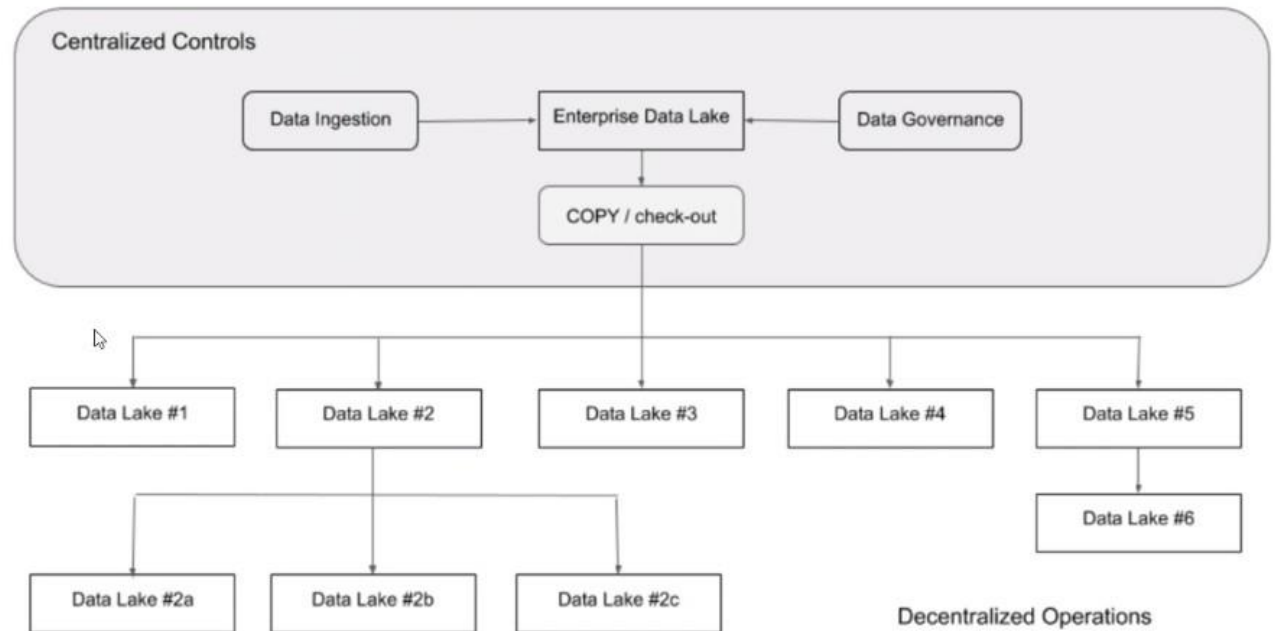 Centralized Controls
Data Ingestion
Enterprise Data Lake
Data Governance
COPY / check-out
Data Lake #1
Data Lake #2
Data Lake #3
Data Lake #4
Data Lake #5
Data Lake #6
Data Lake #2a
Data Lake #2b
Data Lake #2c
Decentralized Operations